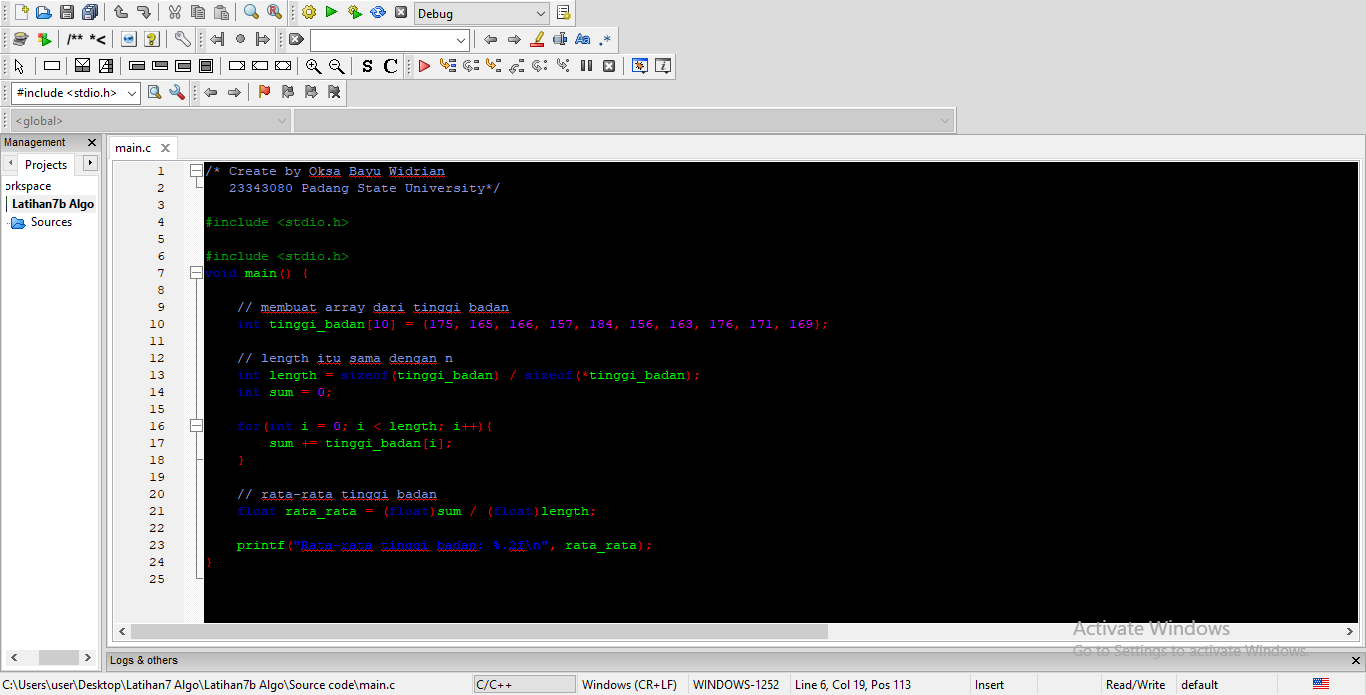 Debug
/** *<
Aa .*
S C
#include <stdio.h>
<global>
Management
Projects
orkspace
Latihan7b Algo
Sources
main.c
1 /* Create by Oksa Bayu Widrian
2 23343080 Padang State University*/
3
4 #include <stdio.h>
5
6 #include <stdio.h>
7 void main() {
8
9 // membuat array dari tinggi badan
10 int tinggi_badan[10] = {175, 165, 166, 157, 184, 156, 163, 176, 171, 169};
11
12 // length itu sama dengan n
13 int length = sizeof(tinggi_badan) / sizeof(*tinggi_badan);
14 int sum = 0;
15
16 for(int i = 0; i < length; i++){
17 sum += tinggi_badan[i];
18 }
19
20 // rata-rata tinggi badan
21 float rata_rata = (float)sum / (float)length;
22
23 printf("Rata-rata tinggi badan: %.2f\n", rata_rata);
24 }
25
Activate Windows
Go to Settings to activate Windows.
Logs & others
C:\Users\user\Desktop\Latihan7 Algo\Latihan7b Algo\Source code\main.c C/C++ Windows (CR+LF) WINDOWS-1252 Line 6, Col 19, Pos 113 Insert Read/Write default